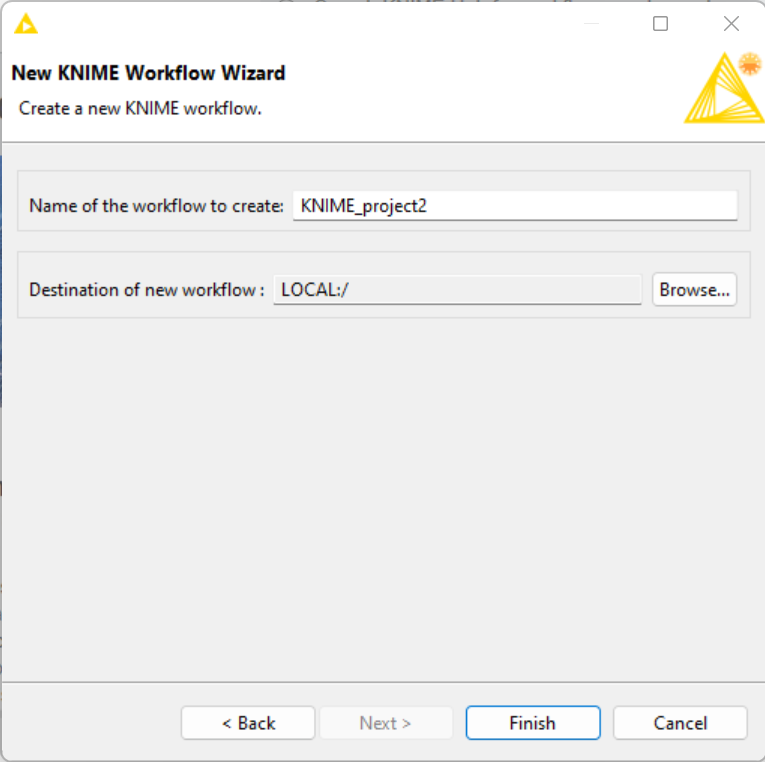 New KNIME Workflow Wizard
Create a new KNIME workflow.
Name of the workflow to create: KNIME_project2
Destination of new workflow : LOCAL:/ Browse...
< Back Next > Finish Cancel